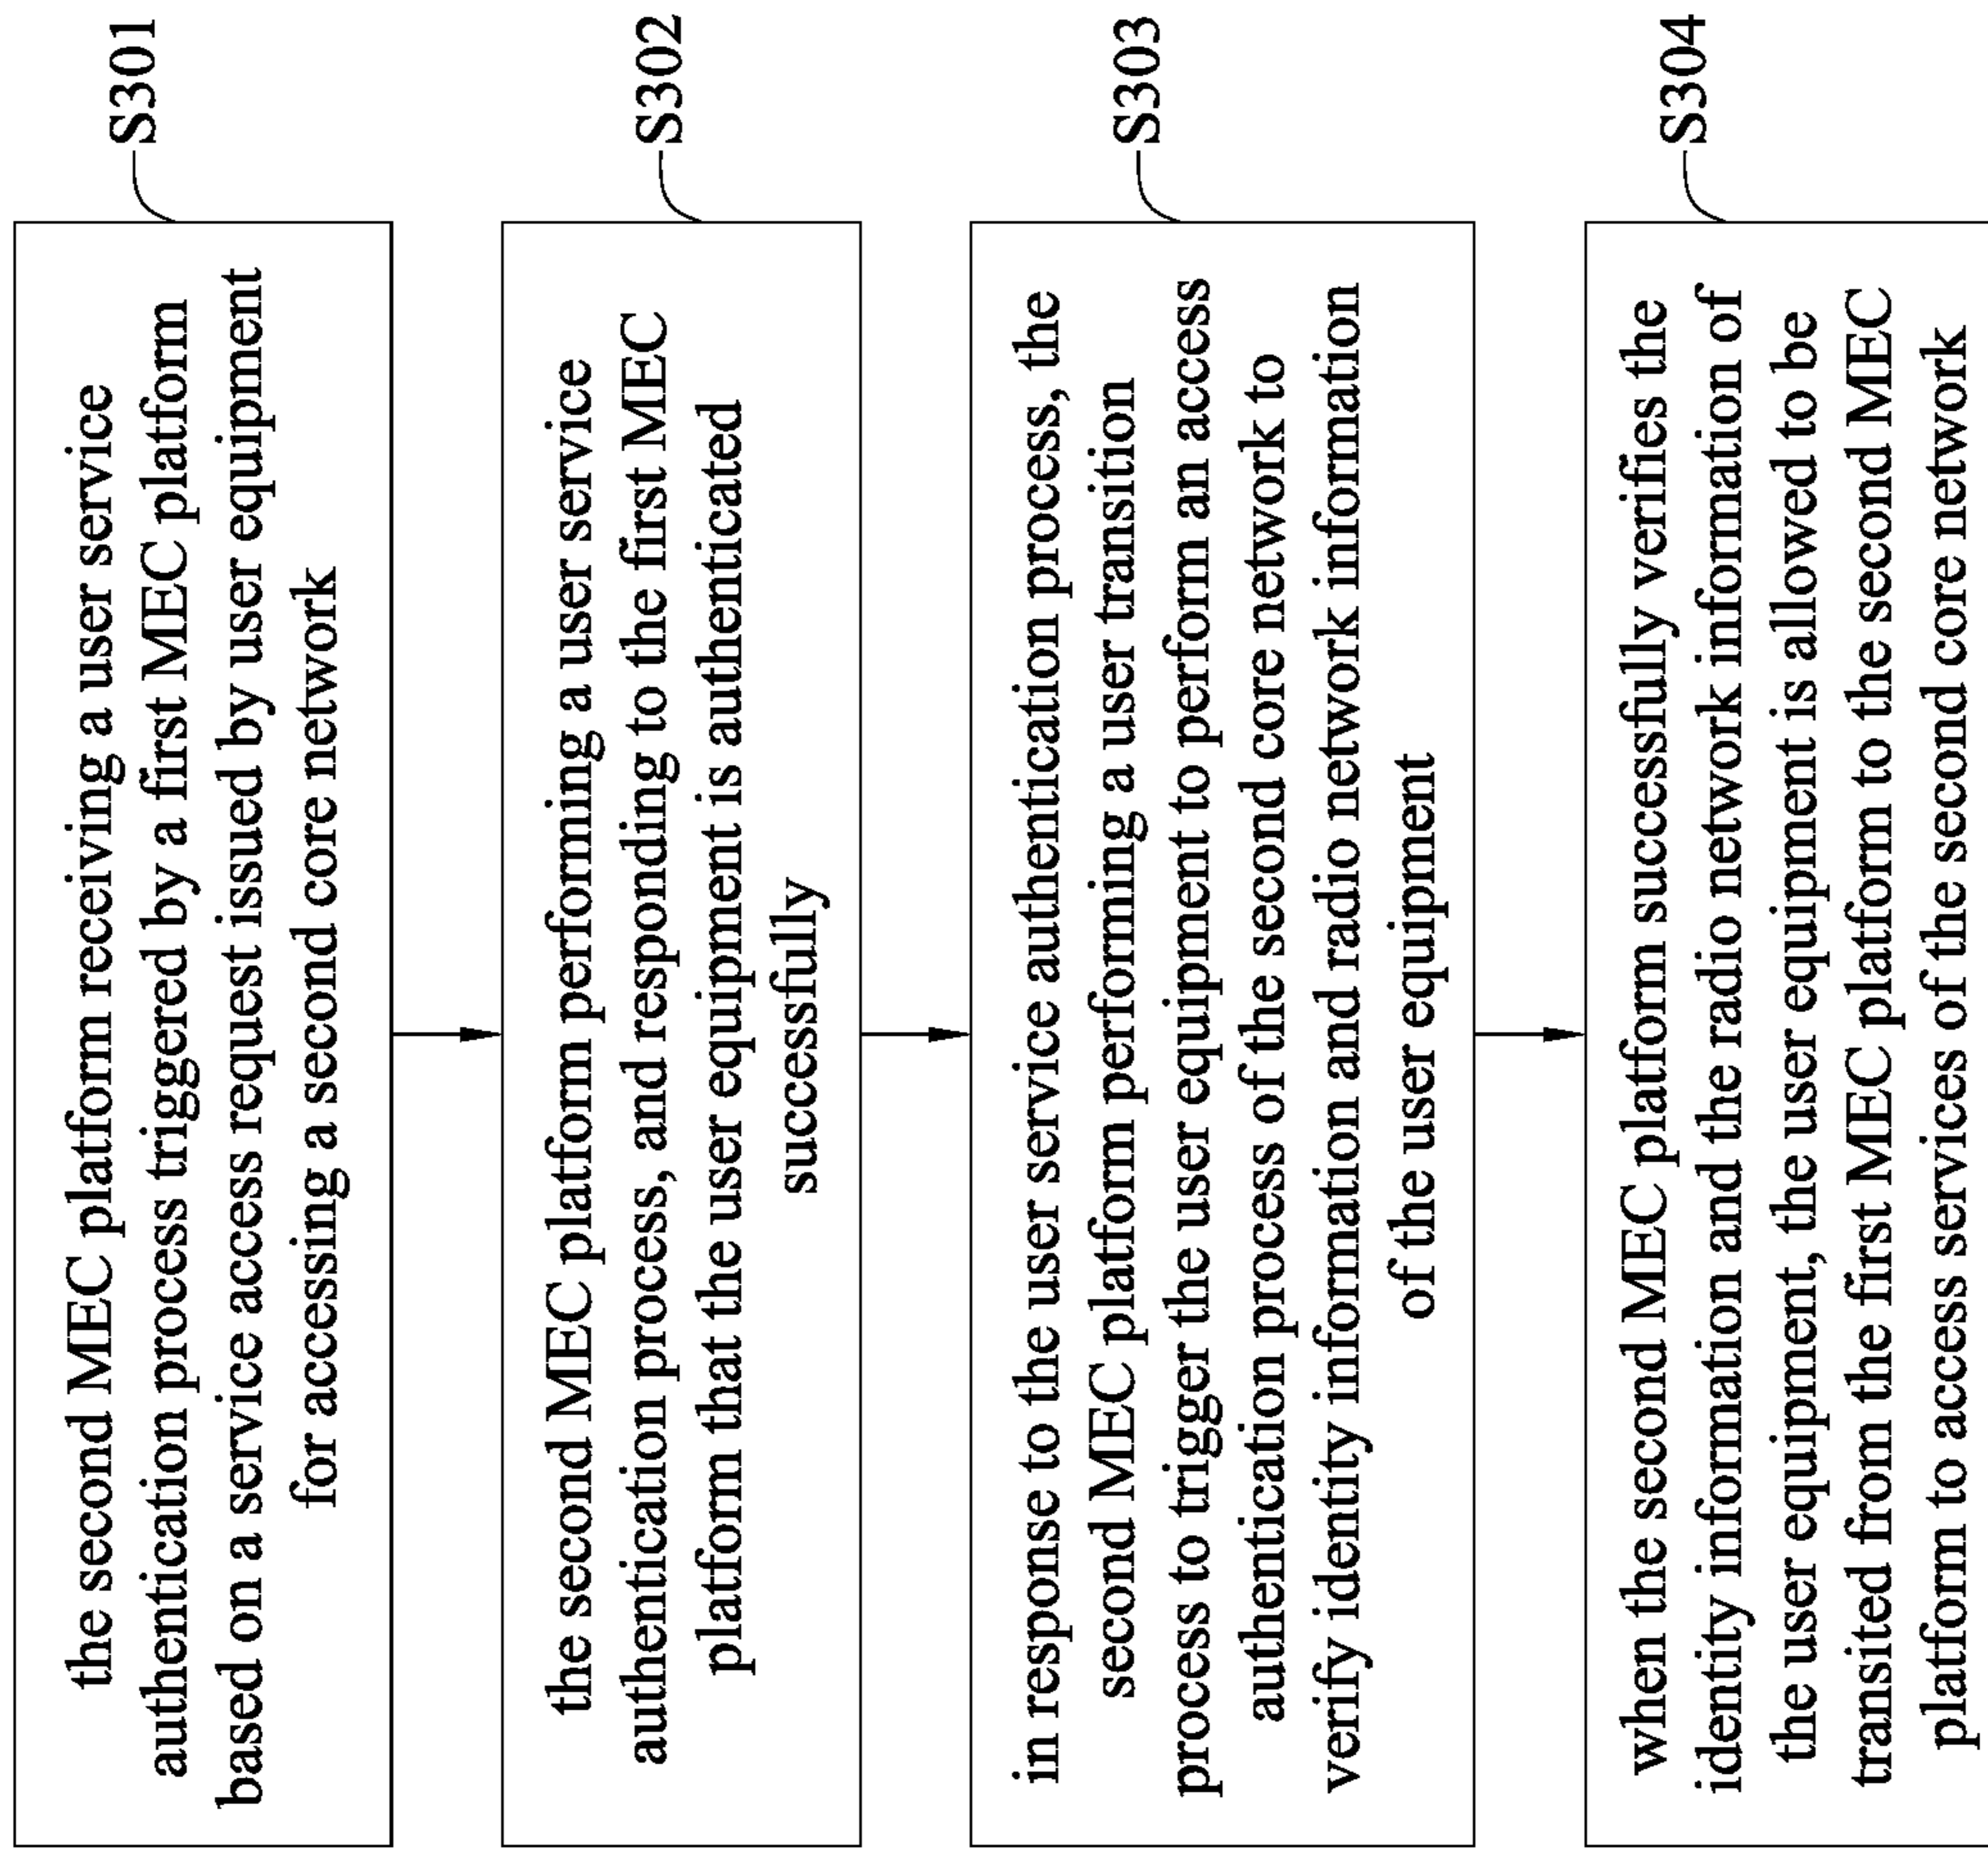 the second MEC platform receiving a user service
authentication process triggered by a first MEC platform
based on a service access request issued by user equipment
for accessing a second core network
S301
the second MEC platform performing a user service
authentication process, and responding to the first MEC
platform that the user equipment is authenticated
successfully
S302
in response to the user service authentication process, the
second MEC platform performing a user transition
process to trigger the user equipment to perform an access
authentication process of the second core network to
verify identity information and radio network information
of the user equipment
S303
when the second MEC platform successfully verifies the
identity information and the radio network information of
the user equipment, the user equipment is allowed to be
transited from the first MEC platform to the second MEC
platform to access services of the second core network
S304